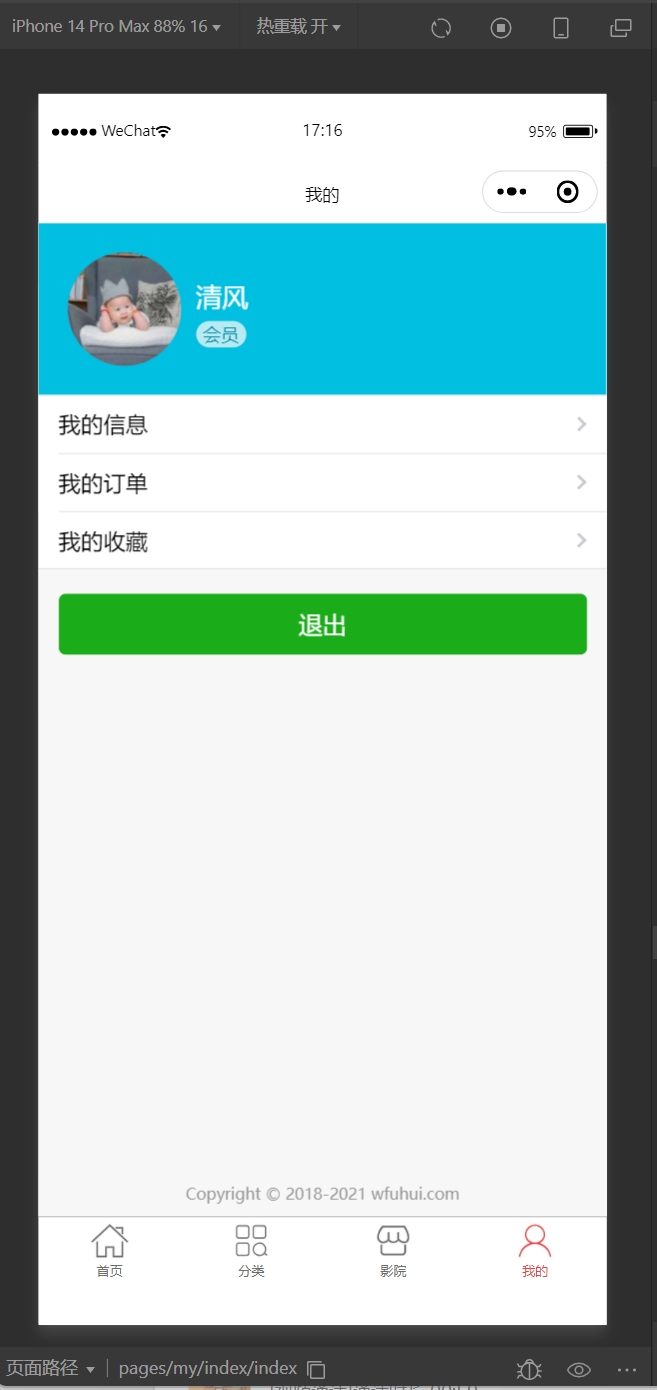 iPhone 14 Pro Max 88% 16 热重载 开
WeChat 17:16 95%
我的
清风
会员
我的信息
我的订单
我的收藏
退出
Copyright © 2018-2021 wfuhui.com
首页 分类 影院 我的
页面路径 pages/my/index/index